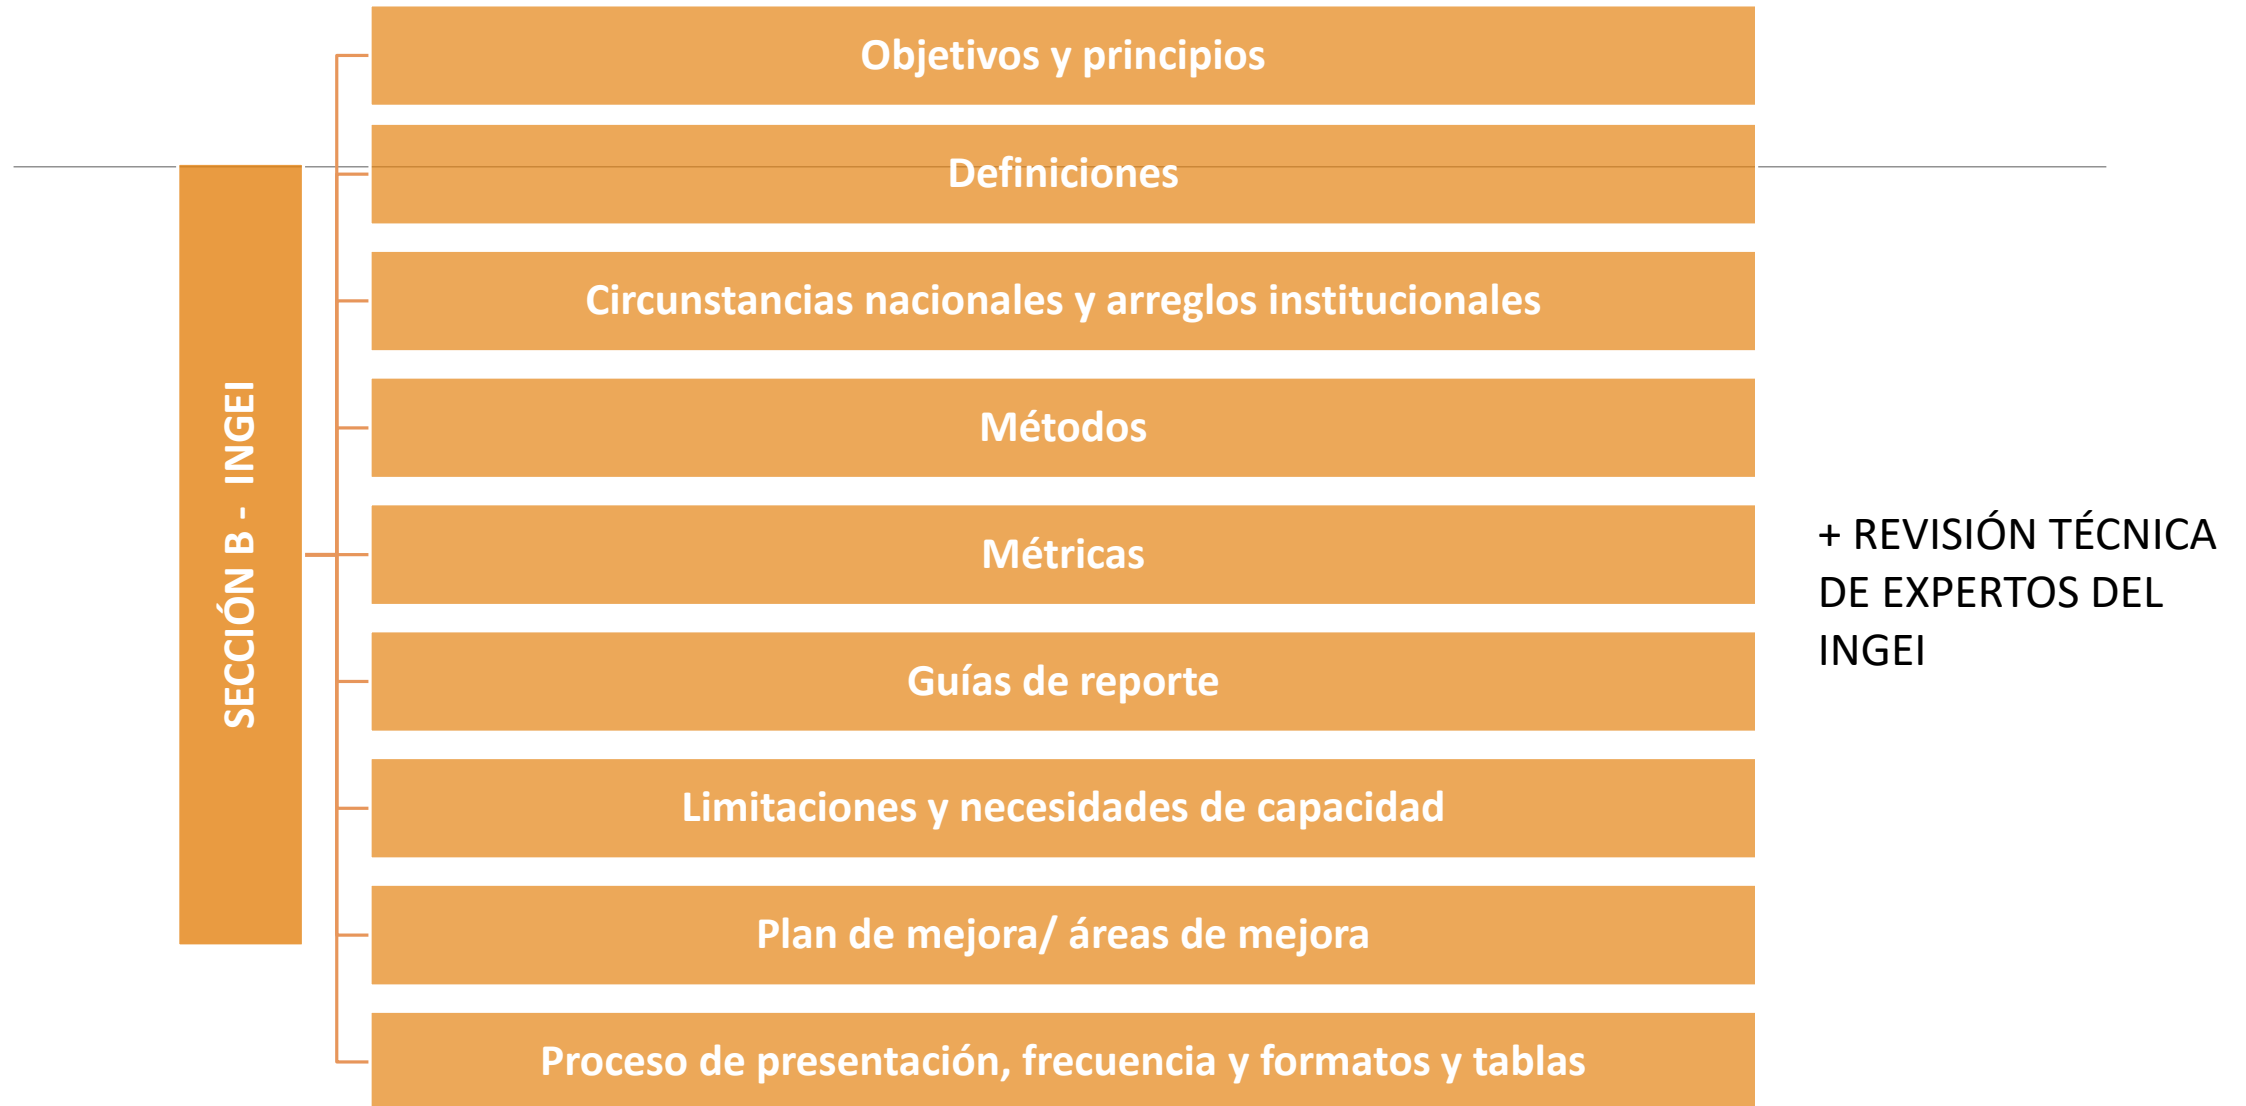 SECCIÓN B - INGEI
Objetivos y principios
Definiciones
Circunstancias nacionales y arreglos institucionales
Métodos
Métricas
Guías de reporte
Limitaciones y necesidades de capacidad
Plan de mejora/ áreas de mejora
Proceso de presentación, frecuencia y formatos y tablas
+ REVISIÓN TÉCNICA
DE EXPERTOS DEL
INGEI